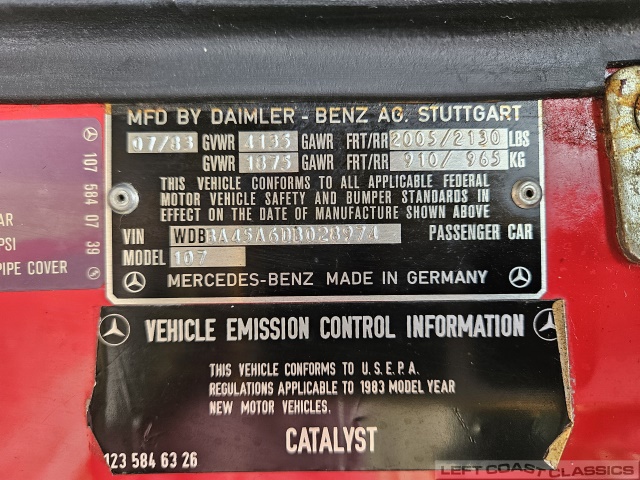 MFD BY DAIMLER - BENZ AG. STUTTGART
07/83 GVWR 4135 GAWR FRT/RR 2005/2130 LBS
GVWR 1875 GAWR FRT/RR 910/ 965 KG
THIS VEHICLE CONFORMS TO ALL APPLICABLE FEDERAL
MOTOR VEHICLE SAFETY AND BUMPER STANDARDS IN
EFFECT ON THE DATE OF MANUFACTURE SHOWN ABOVE
VIN WDBBA45A6DB028974 PASSENGER CAR
MODEL 107
MERCEDES-BENZ MADE IN GERMANY
107 584 07 39
AR
PSI
PIPE COVER
VEHICLE EMISSION CONTROL INFORMATION
THIS VEHICLE CONFORMS TO U.S.E.P.A.
REGULATIONS APPLICABLE TO 1983 MODEL YEAR
NEW MOTOR VEHICLES.
CATALYST
123 584 63 26
LEFT COAST CLASSICS